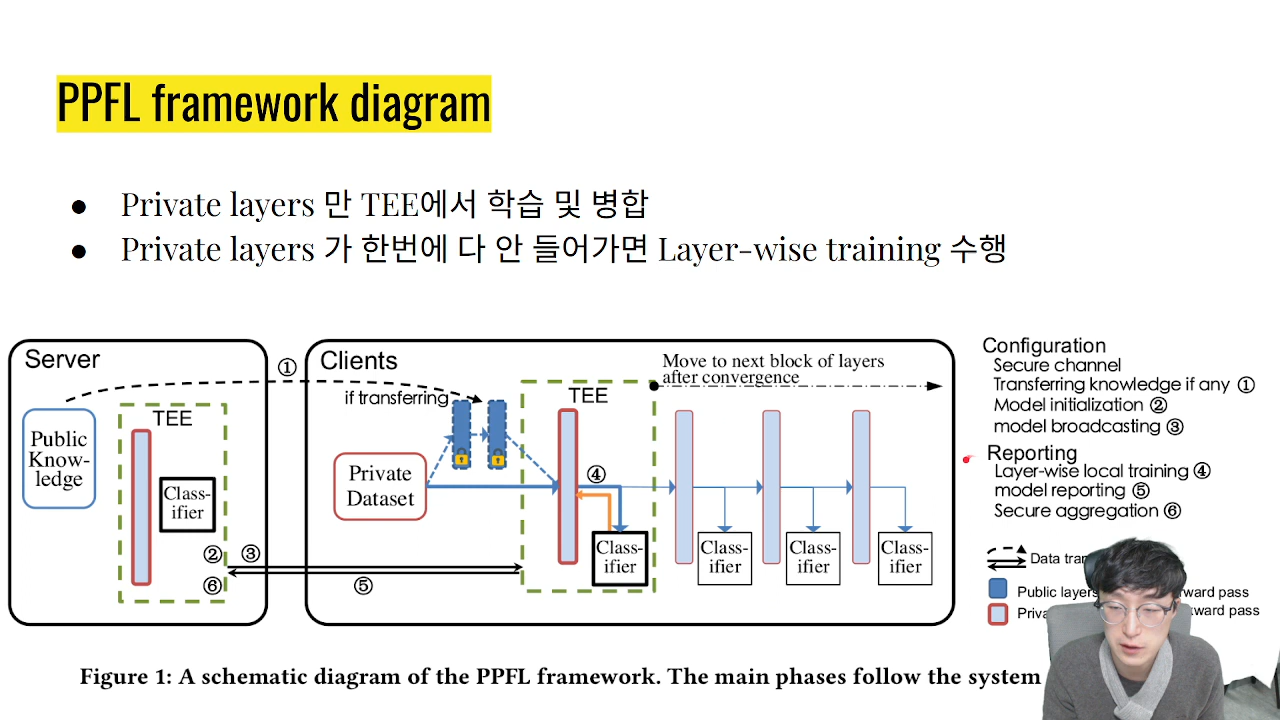 PPFL framework diagram
● Private layers 만 TEE에서 학습 및 병합
● Private layers 가 한번에 다 안 들어가면 Layer-wise training 수행
Server
①
Clients
Move to next block of layers
after convergence
if transferring
TEE
TEE
Public
Know-
ledge
Class-
ifier
Private
Dataset
④
Class-
ifier
Class-
ifier
Class-
ifier
Class-
ifier
② ③
⑥
⑤
Configuration
Secure channel
Transferring knowledge if any ①
Model initialization ②
model broadcasting ③
Reporting
Layer-wise local training ④
model reporting ⑤
Secure aggregation ⑥
Data
Public layers
pass
pass
Figure 1: A schematic diagram of the PPFL framework. The main phases follow the system